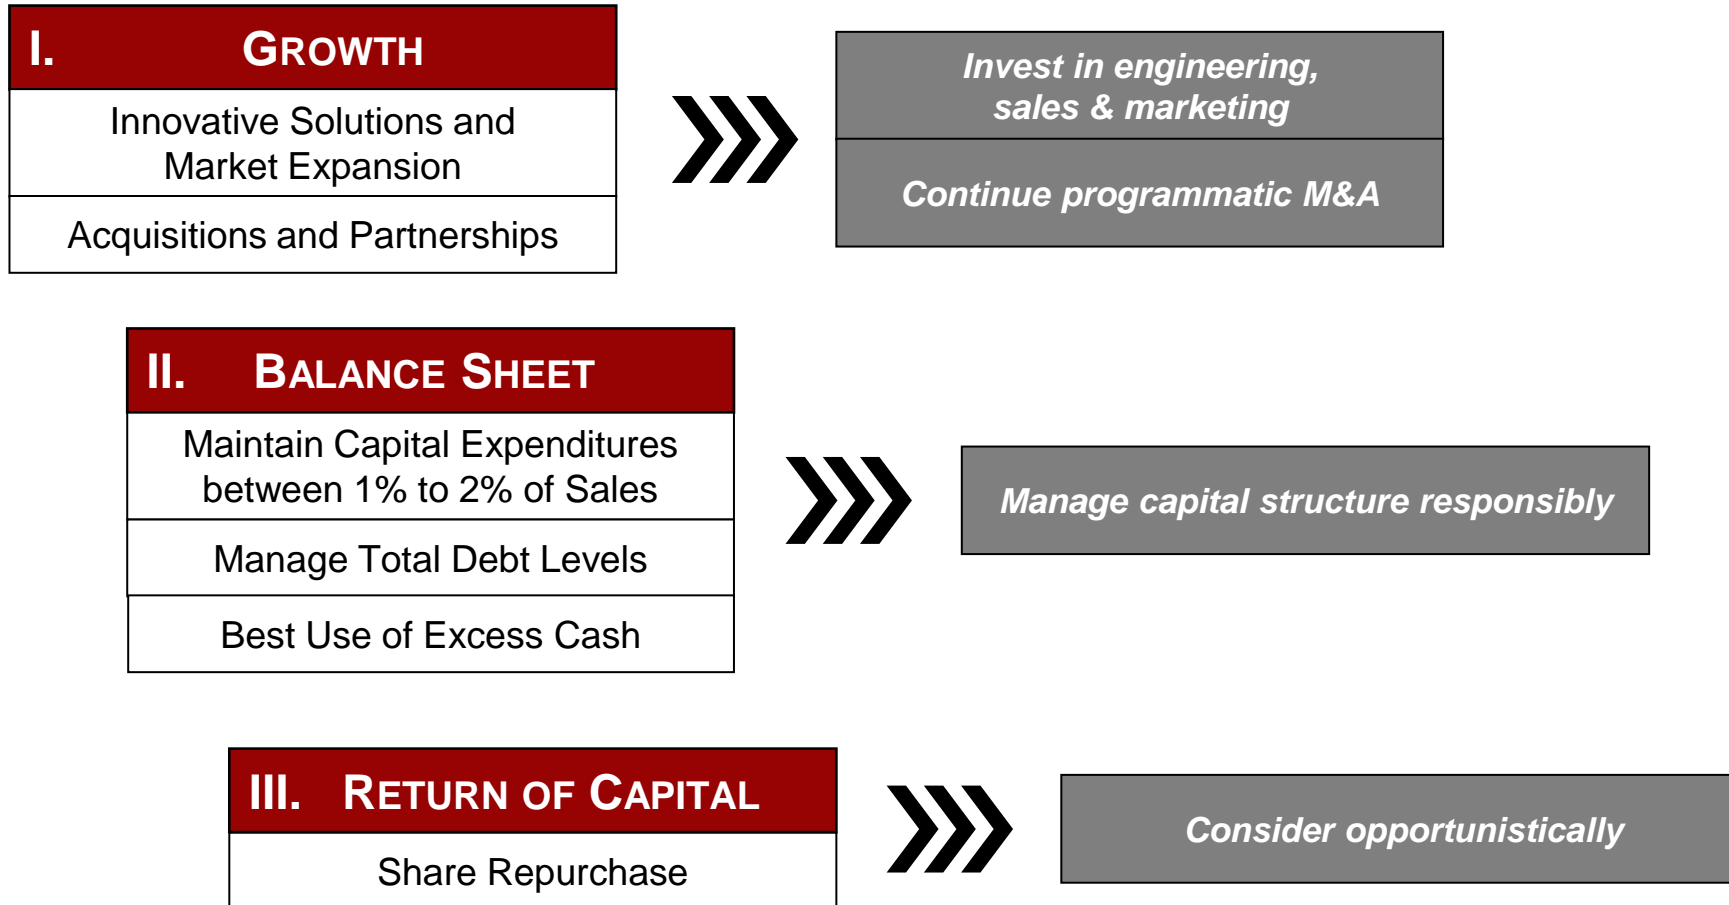 I. GROWTH
Innovative Solutions and
Market Expansion
Acquisitions and Partnerships
Invest in engineering,
sales & marketing
Continue programmatic M&A
II. BALANCE SHEET
Maintain Capital Expenditures
between 1% to 2% of Sales
Manage Total Debt Levels
Best Use of Excess Cash
Manage capital structure responsibly
III. RETURN OF CAPITAL
Share Repurchase
Consider opportunistically